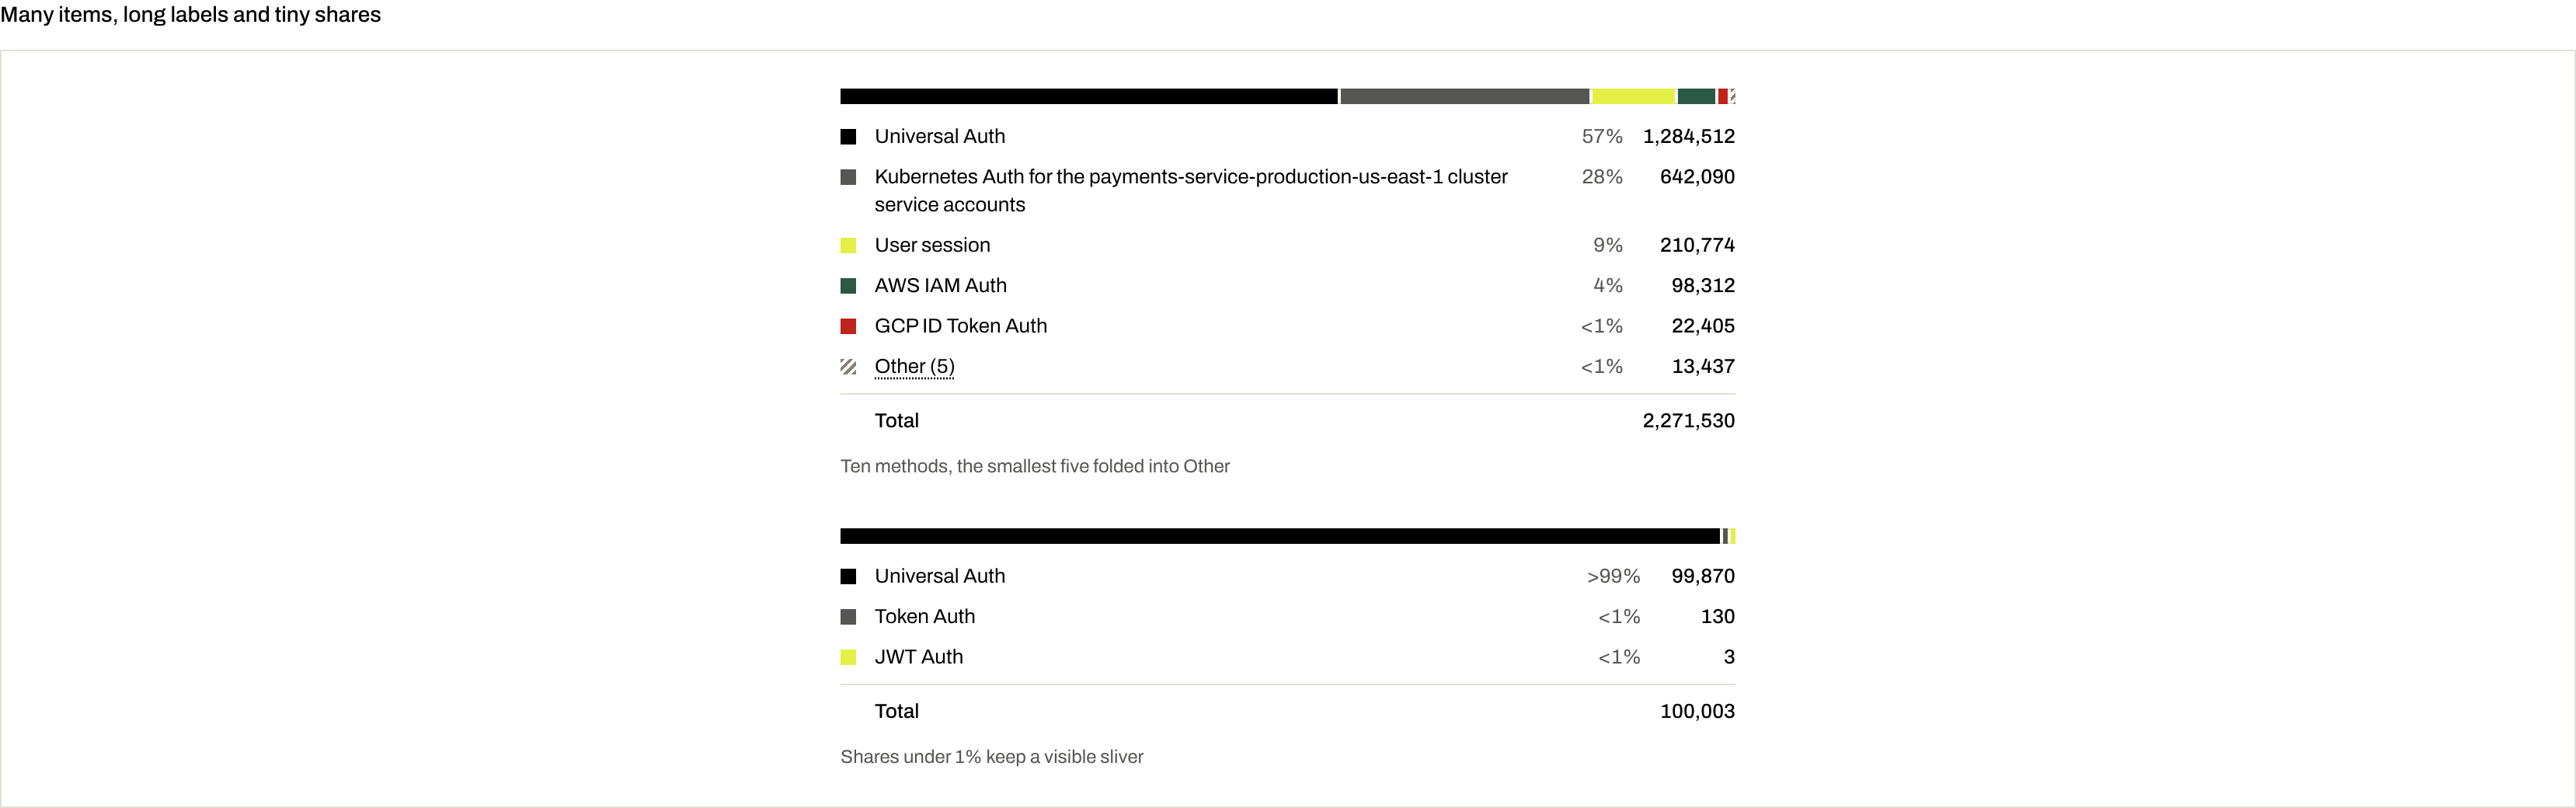 Many items, long labels and tiny shares
Universal Auth 57% 1,284,512
Kubernetes Auth for the payments-service-production-us-east-1 cluster 28% 642,090
service accounts
User session 9% 210,774
AWS IAM Auth 4% 98,312
GCP ID Token Auth <1% 22,405
Other (5) <1% 13,437
Total 2,271,530
Ten methods, the smallest five folded into Other
Universal Auth >99% 99,870
Token Auth <1% 130
JWT Auth <1% 3
Total 100,003
Shares under 1% keep a visible sliver